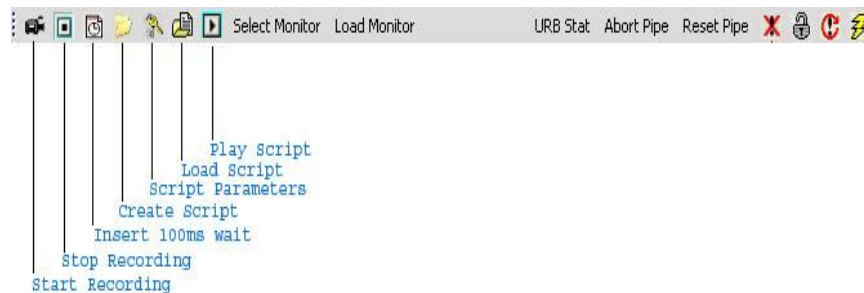 Select Monitor Load Monitor URB Stat Abort Pipe Reset Pipe
Play Script
Load Script
Script Parameters
Create Script
Insert 100ms wait
Stop Recording
Start Recording